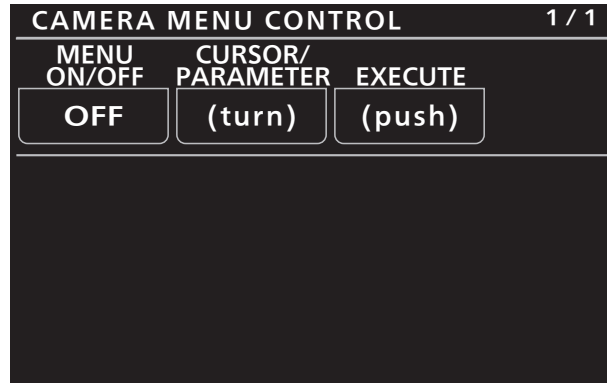 CAMERA MENU CONTROL 1 / 1
MENU ON/OFF
CURSOR/ PARAMETER
EXECUTE
OFF (turn) (push)